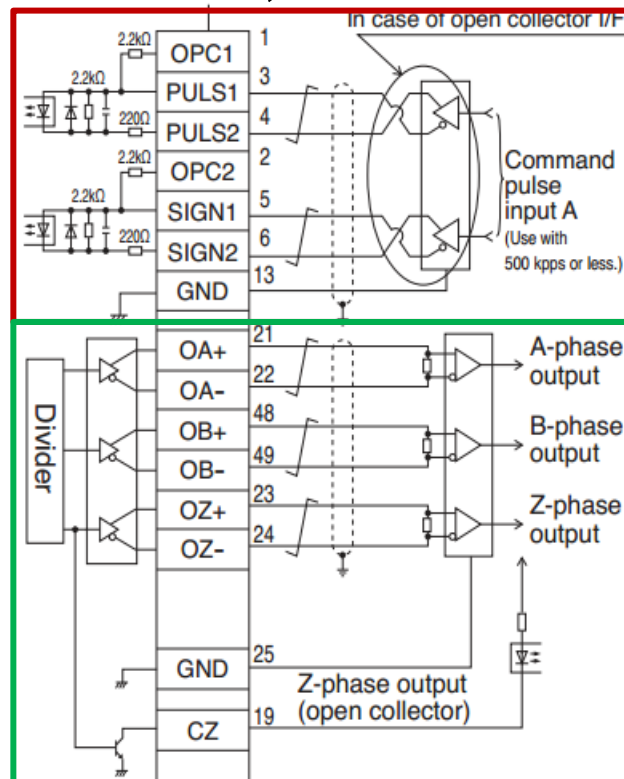 In case of open collector I/F
2.2kΩ
OPC1
1
2.2kΩ
PULS1
3
220Ω
PULS2
4
2.2kΩ
OPC2
2
2.2kΩ
SIGN1
5
220Ω
SIGN2
6
GND
13
Command
pulse
input A
(Use with
500 kpps or less.)
Divider
OA+
21
OA-
22
OB+
48
OB-
49
OZ+
23
OZ-
24
A-phase
output
B-phase
output
Z-phase
output
GND
25
Z-phase output
(open collector)
CZ
19